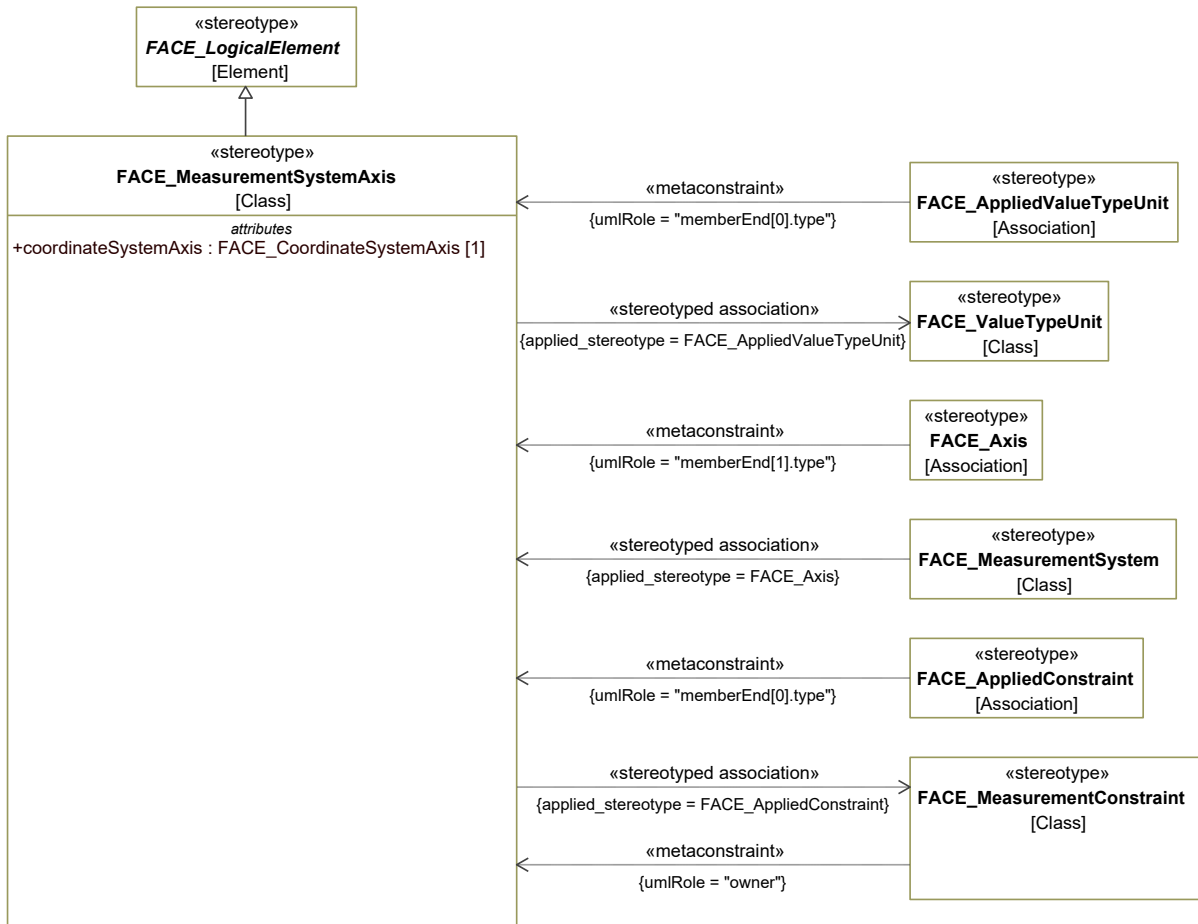 «stereotype»
FACE_LogicalElement
[Element]
«stereotype»
FACE_MeasurementSystemAxis
[Class]
attributes
+coordinateSystemAxis : FACE_CoordinateSystemAxis [1]
«metaconstraint»
{umlRole = "memberEnd[0].type"}
«stereotype»
FACE_AppliedValueTypeUnit
[Association]
«stereotyped association»
{applied_stereotype = FACE_AppliedValueTypeUnit}
«stereotype»
FACE_ValueTypeUnit
[Class]
«metaconstraint»
{umlRole = "memberEnd[1].type"}
«stereotype»
FACE_Axis
[Association]
«stereotyped association»
{applied_stereotype = FACE_Axis}
«stereotype»
FACE_MeasurementSystem
[Class]
«metaconstraint»
{umlRole = "memberEnd[0].type"}
«stereotype»
FACE_AppliedConstraint
[Association]
«stereotyped association»
{applied_stereotype = FACE_AppliedConstraint}
«stereotype»
FACE_MeasurementConstraint
[Class]
«metaconstraint»
{umlRole = "owner"}